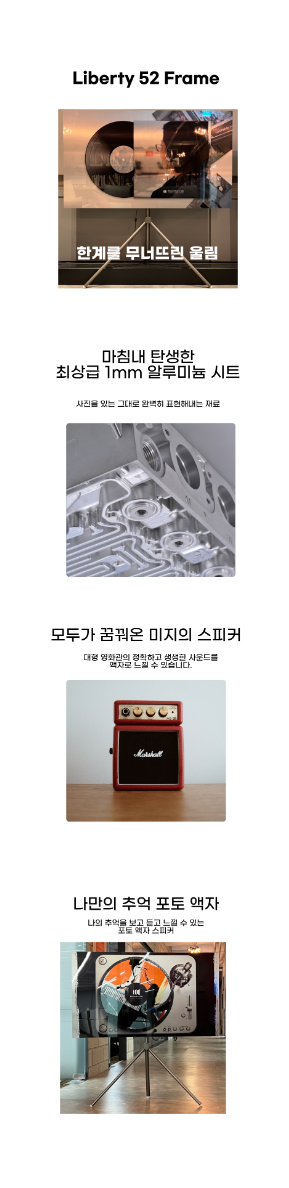 Liberty 52 Frame
한계를 무너뜨린 울림
마침내 탄생한
최상급 1mm 알루미늄 시트
사진을 있는 그대로 완벽히 표현해내는 재료
모두가 꿈꿔온 미지의 스피커
대형 영화관의 정확하고 생생한 사운드를
액자로 느낄 수 있습니다.
Marshall
나만의 추억 포토 액자
나의 추억을 보고 듣고 느낄 수 있는
포토 액자 스피커